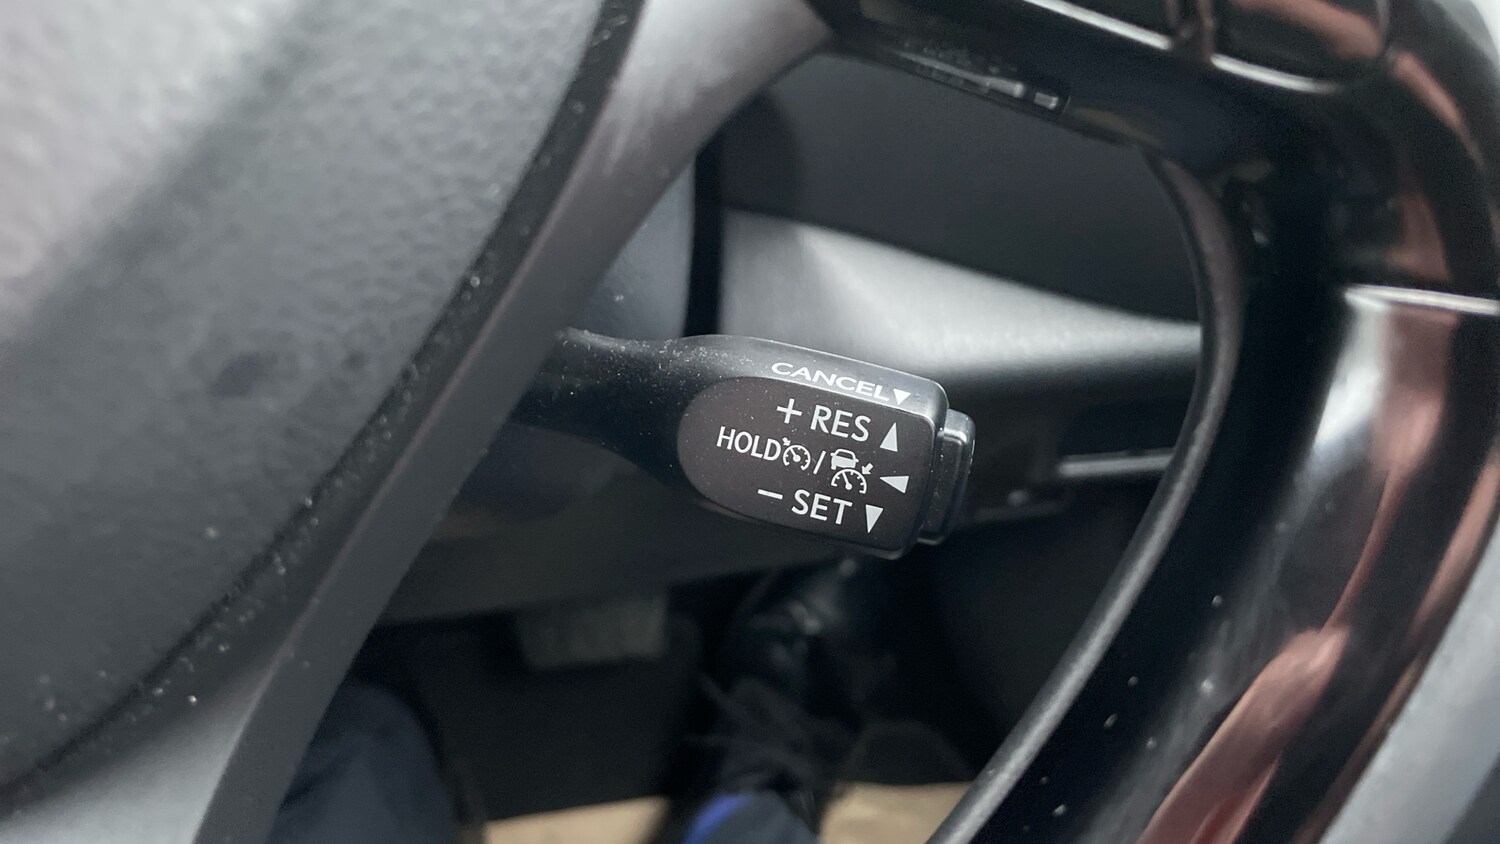 CANCEL▼
+ RES ▲
HOLD / ◀
− SET ▼